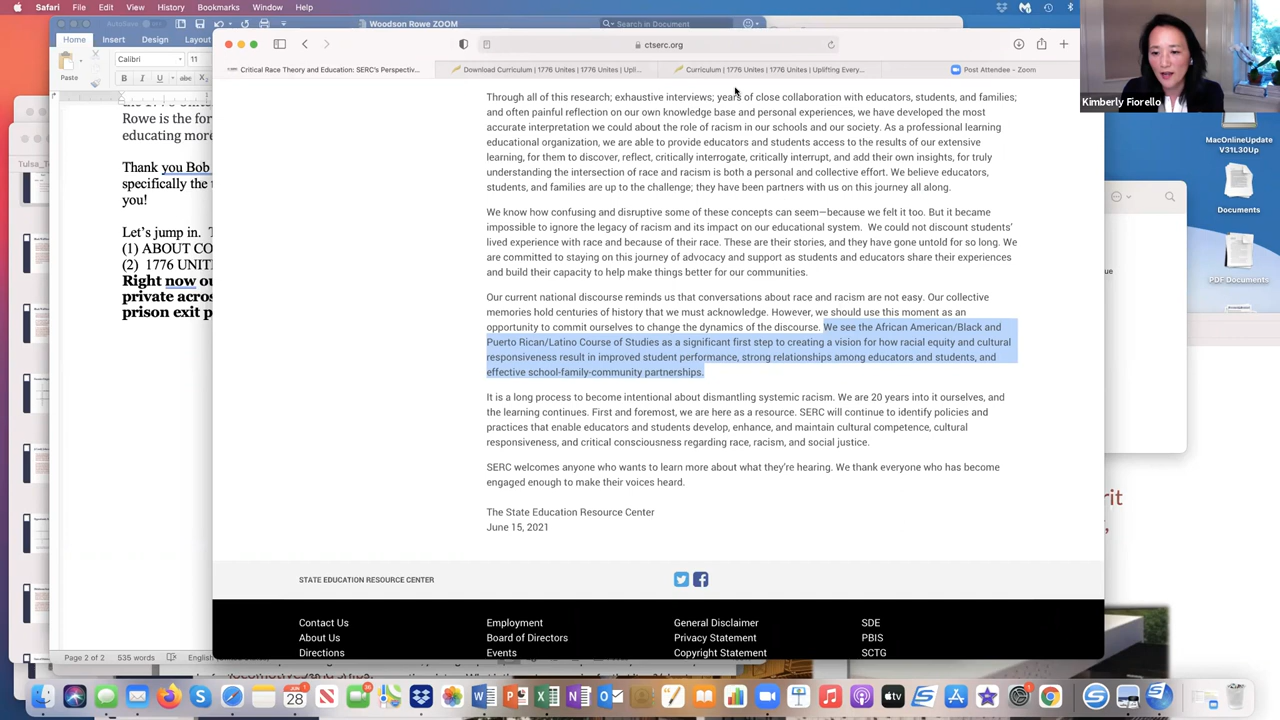 Safari File Edit View History Bookmarks Window Help
Woodson Rowe ZOOM
AutoSave
Search in Document
Home Insert Design Layout
Calibri 11
Paste
B I U abc X
ctserc.org
Critical Race Theory and Education: SERC's Perspectiv...
Download Curriculum | 1776 Unites | 1776 Unites | Upli...
Curriculum | 1776 Unites | 1776 Unites | Uplifting Every...
Post Attendee - Zoom
Kimberly Fiorello
MacOnlineUpdate
V31L30Up
Documents
PDF Documents
Tulsa_T
Rowe is the for
educating more
Thank you Bob
specifically the t
you!
Let's jump in. T
(1) ABOUT CO
(2) 1776 UNIT
Right now ou
private acros
prison exit p
Through all of this research; exhaustive interviews; years of close collaboration with educators, students, and families;
and often painful reflection on our own knowledge base and personal experiences, we have developed the most
accurate interpretation we could about the role of racism in our schools and our society. As a professional learning
educational organization, we are able to provide educators and students access to the results of our extensive
learning, for them to discover, reflect, critically interrogate, critically interrupt, and add their own insights, for truly
understanding the intersection of race and racism is both a personal and collective effort. We believe educators,
students, and families are up to the challenge; they have been partners with us on this journey all along.
We know how confusing and disruptive some of these concepts can seem—because we felt it too. But it became
impossible to ignore the legacy of racism and its impact on our educational system. We could not discount students'
lived experience with race and because of their race. These are their stories, and they have gone untold for so long. We
are committed to staying on this journey of advocacy and support as students and educators share their experiences
and build their capacity to help make things better for our communities.
Our current national discourse reminds us that conversations about race and racism are not easy. Our collective
memories hold centuries of history that we must acknowledge. However, we should use this moment as an
opportunity to commit ourselves to change the dynamics of the discourse. We see the African American/Black and
Puerto Rican/Latino Course of Studies as a significant first step to creating a vision for how racial equity and cultural
responsiveness result in improved student performance, strong relationships among educators and students, and
effective school-family-community partnerships.
It is a long process to become intentional about dismantling systemic racism. We are 20 years into it ourselves, and
the learning continues. First and foremost, we are here as a resource. SERC will continue to identify policies and
practices that enable educators and students develop, enhance, and maintain cultural competence, cultural
responsiveness, and critical consciousness regarding race, racism, and social justice.
SERC welcomes anyone who wants to learn more about what they're hearing. We thank everyone who has become
engaged enough to make their voices heard.
The State Education Resource Center
June 15, 2021
STATE EDUCATION RESOURCE CENTER
Contact Us Employment General Disclaimer SDE
About Us Board of Directors Privacy Statement PBIS
Directions Events Copyright Statement SCTG
Page 2 of 2 535 words
28